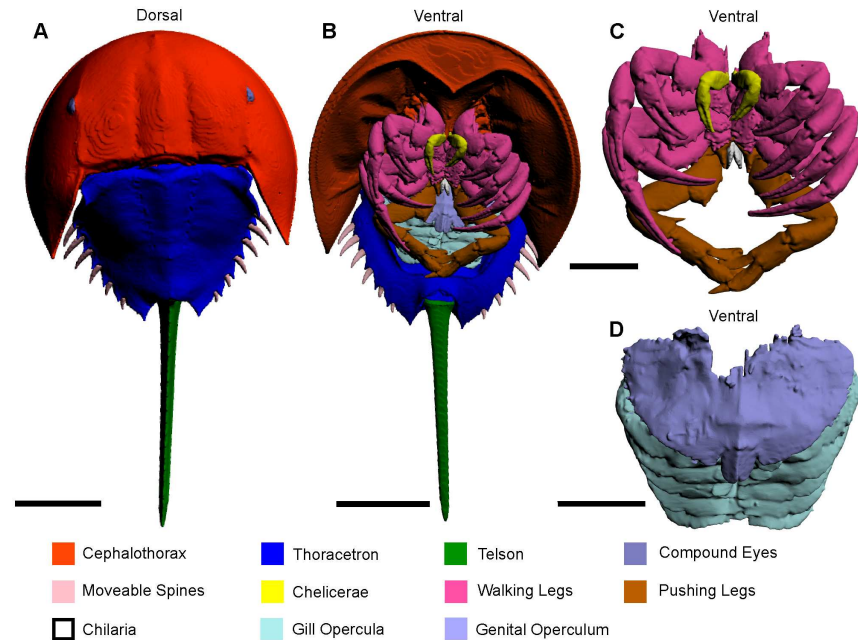 Dorsal
Ventral
Ventral
A
B
C
Ventral
D
Cephalothorax
Thoracetron
Telson
Compound Eyes
Moveable Spines
Chelicerae
Walking Legs
Pushing Legs
Chilaria
Gill Opercula
Genital Operculum